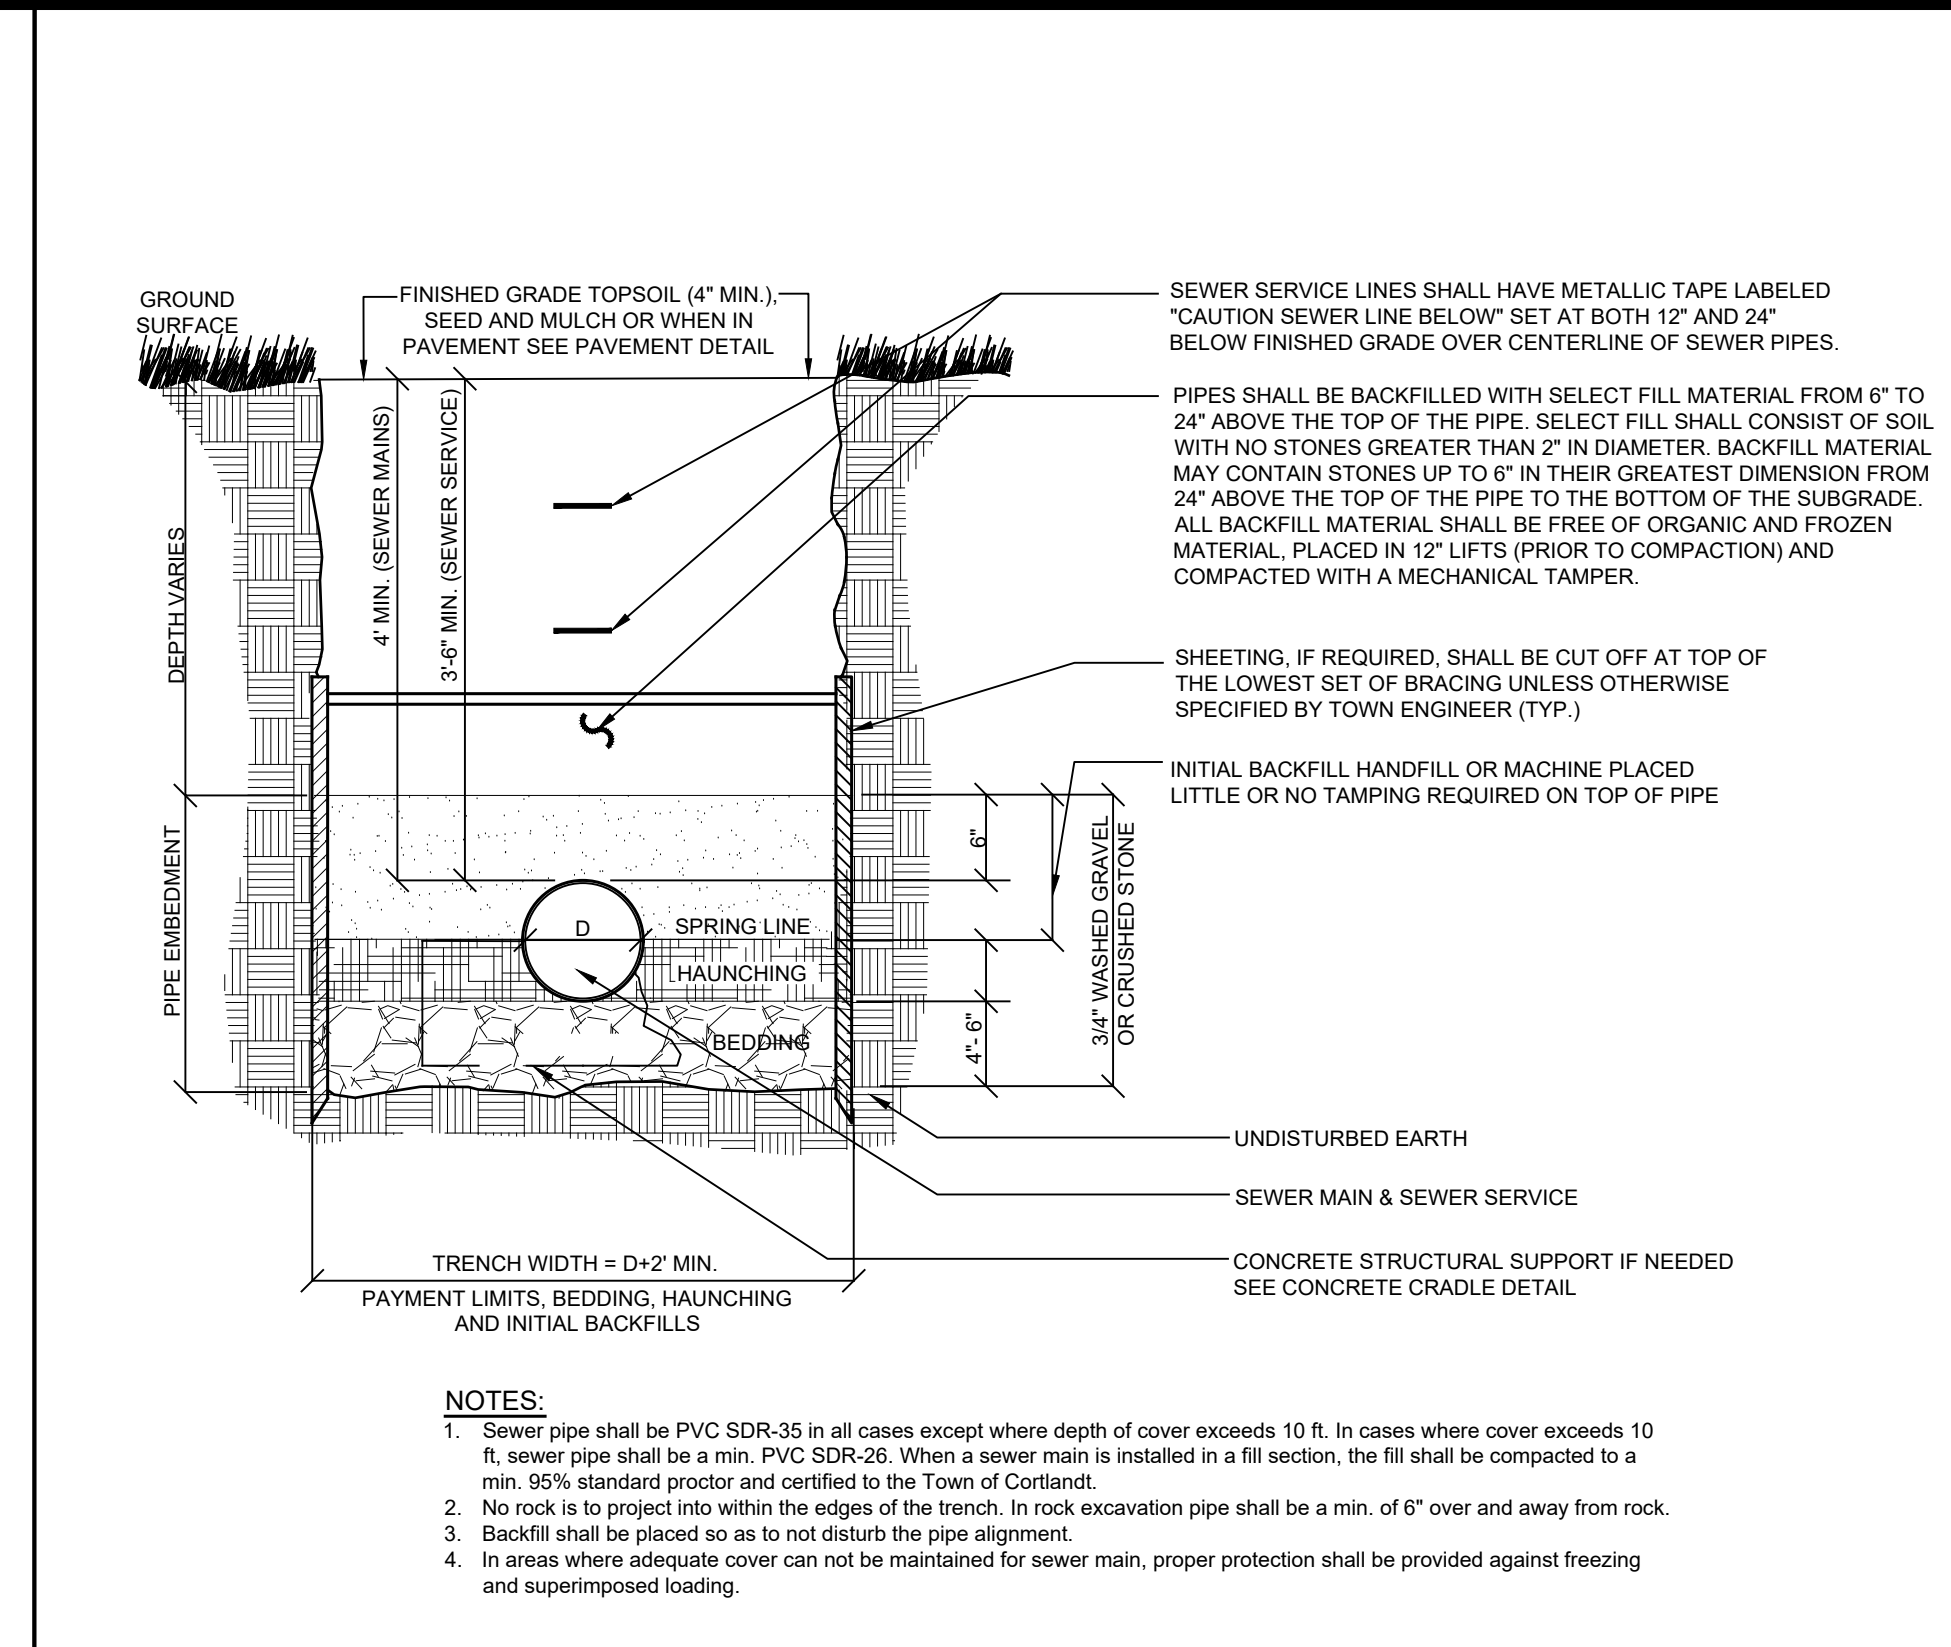 GROUND
SURFACE
FINISHED GRADE TOPSOIL (4" MIN.),
SEED AND MULCH OR WHEN IN
PAVEMENT SEE PAVEMENT DETAIL
SEWER SERVICE LINES SHALL HAVE METALLIC TAPE LABELED
"CAUTION SEWER LINE BELOW" SET AT BOTH 12" AND 24"
BELOW FINISHED GRADE OVER CENTERLINE OF SEWER PIPES.
PIPES SHALL BE BACKFILLED WITH SELECT FILL MATERIAL FROM 6" TO
24" ABOVE THE TOP OF THE PIPE. SELECT FILL SHALL CONSIST OF SOIL
WITH NO STONES GREATER THAN 2" IN DIAMETER. BACKFILL MATERIAL
MAY CONTAIN STONES UP TO 6" IN THEIR GREATEST DIMENSION FROM
24" ABOVE THE TOP OF THE PIPE TO THE BOTTOM OF THE SUBGRADE.
ALL BACKFILL MATERIAL SHALL BE FREE OF ORGANIC AND FROZEN
MATERIAL, PLACED IN 12" LIFTS (PRIOR TO COMPACTION) AND
COMPACTED WITH A MECHANICAL TAMPER.
DEPTH VARIES
4' MIN. (SEWER MAINS)
3'-6" MIN. (SEWER SERVICE)
SHEETING, IF REQUIRED, SHALL BE CUT OFF AT TOP OF
THE LOWEST SET OF BRACING UNLESS OTHERWISE
SPECIFIED BY TOWN ENGINEER (TYP.)
INITIAL BACKFILL HANDFILL OR MACHINE PLACED
LITTLE OR NO TAMPING REQUIRED ON TOP OF PIPE
PIPE EMBEDMENT
6"
3/4" WASHED GRAVEL
OR CRUSHED STONE
D
SPRING LINE
HAUNCHING
BEDDING
4"- 6"
UNDISTURBED EARTH
SEWER MAIN & SEWER SERVICE
CONCRETE STRUCTURAL SUPPORT IF NEEDED
SEE CONCRETE CRADLE DETAIL
TRENCH WIDTH = D+2' MIN.
PAYMENT LIMITS, BEDDING, HAUNCHING
AND INITIAL BACKFILLS
NOTES:
1. Sewer pipe shall be PVC SDR-35 in all cases except where depth of cover exceeds 10 ft. In cases where cover exceeds 10
ft, sewer pipe shall be a min. PVC SDR-26. When a sewer main is installed in a fill section, the fill shall be compacted to a
min. 95% standard proctor and certified to the Town of Cortlandt.
2. No rock is to project into within the edges of the trench. In rock excavation pipe shall be a min. of 6" over and away from rock.
3. Backfill shall be placed so as to not disturb the pipe alignment.
4. In areas where adequate cover can not be maintained for sewer main, proper protection shall be provided against freezing
and superimposed loading.